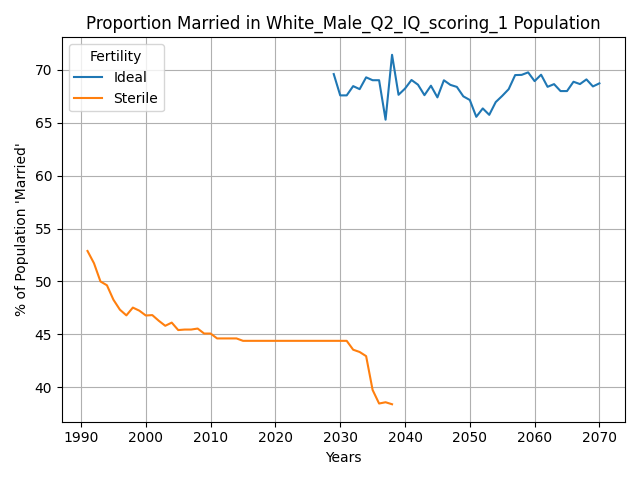 Proportion Married in White_Male_Q2_IQ_scoring_1 Population
Fertility
Ideal
Sterile
% of Population 'Married'
70
65
60
55
50
45
40
1990 2000 2010 2020 2030 2040 2050 2060 2070
Years